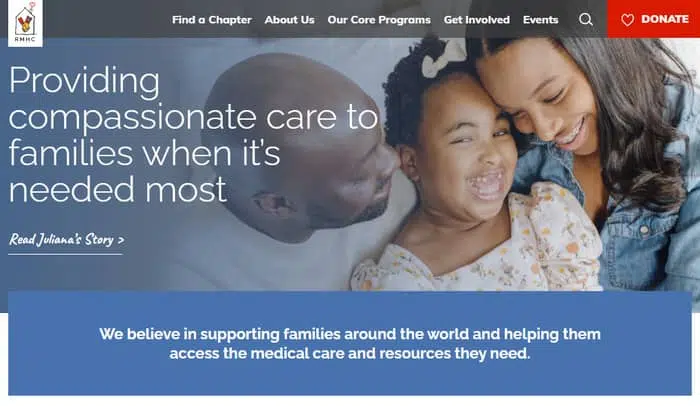 RMHC
Find a Chapter About Us Our Core Programs Get Involved Events DONATE
Providing
compassionate care to
families when it's
needed most
Read Juliana's Story >
We believe in supporting families around the world and helping them
access the medical care and resources they need.